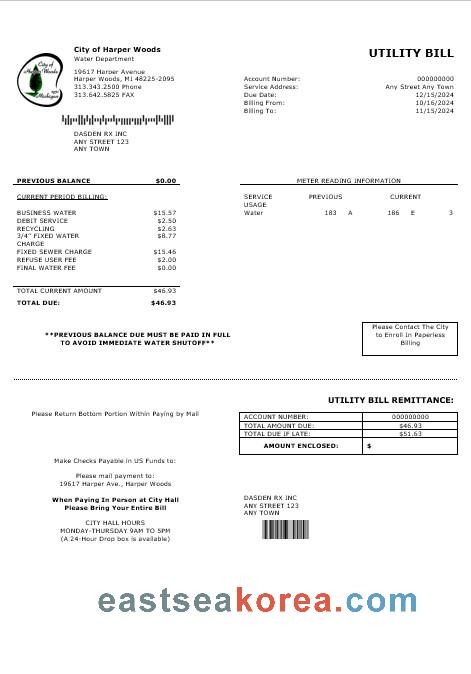 City of Harper Woods
Water Department
19617 Harper Avenue
Harper Woods, MI 48225-2095
313.343.2500 Phone
313.642.5825 FAX
City of
Harper Woods
Michigan
UTILITY BILL
Account Number: 000000000
Service Address: Any Street Any Town
Due Date: 12/15/2024
Billing From: 10/16/2024
Billing To: 11/15/2024
DASDEN RX INC
ANY STREET 123
ANY TOWN
PREVIOUS BALANCE $0.00
CURRENT PERIOD BILLING:
BUSINESS WATER $15.57
DEBIT SERVICE $2.50
RECYCLING $2.63
3/4" FIXED WATER $8.77
CHARGE
FIXED SEWER CHARGE $15.46
REFUSE USER FEE $2.00
FINAL WATER FEE $0.00
TOTAL CURRENT AMOUNT $46.93
TOTAL DUE: $46.93
METER READING INFORMATION
SERVICE PREVIOUS CURRENT
USAGE
Water 183 A 186 E 3
**PREVIOUS BALANCE DUE MUST BE PAID IN FULL
TO AVOID IMMEDIATE WATER SHUTOFF**
Please Contact The City
to Enroll in Paperless
Billing
UTILITY BILL REMITTANCE:
Please Return Bottom Portion Within Paying by Mail
ACCOUNT NUMBER: 000000000
TOTAL AMOUNT DUE: $46.93
TOTAL DUE IF LATE: $51.63
AMOUNT ENCLOSED: $
Make Checks Payable in US Funds to:
Please mail payment to:
19617 Harper Ave., Harper Woods
When Paying In Person at City Hall
Please Bring Your Entire Bill
CITY HALL HOURS
MONDAY-THURSDAY 9AM TO 5PM
(A 24-Hour Drop box is available)
DASDEN RX INC
ANY STREET 123
ANY TOWN
eastseakorea.com